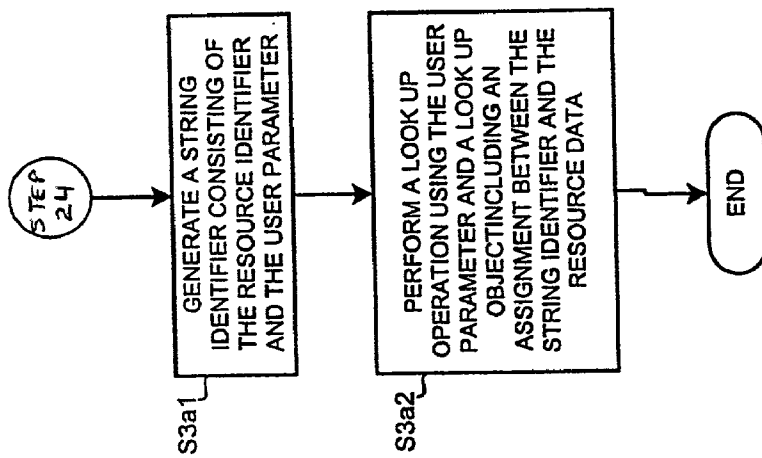 STEP
24
GENERATE A STRING
IDENTIFIER CONSISTING OF
THE RESOURCE IDENTIFIER
AND THE USER PARAMETER
S3a1
PERFORM A LOOK UP
OPERATION USING THE USER
PARAMETER AND A LOOK UP
OBJECTINCLUDING AN
ASSIGNMENT BETWEEN THE
STRING IDENTIFIER AND THE
RESOURCE DATA
S3a2
END